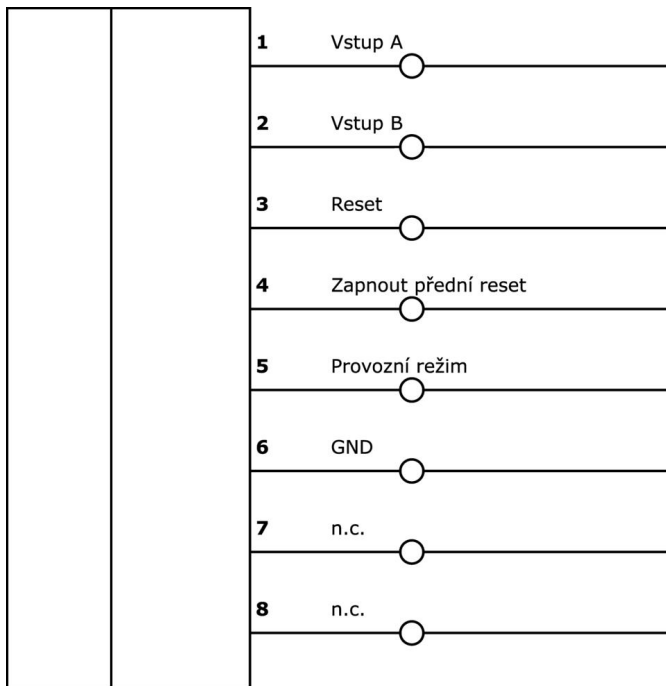 1 Vstup A
2 Vstup B
3 Reset
4 Zapnout přední reset
5 Provozní režim
6 GND
7 n.c.
8 n.c.